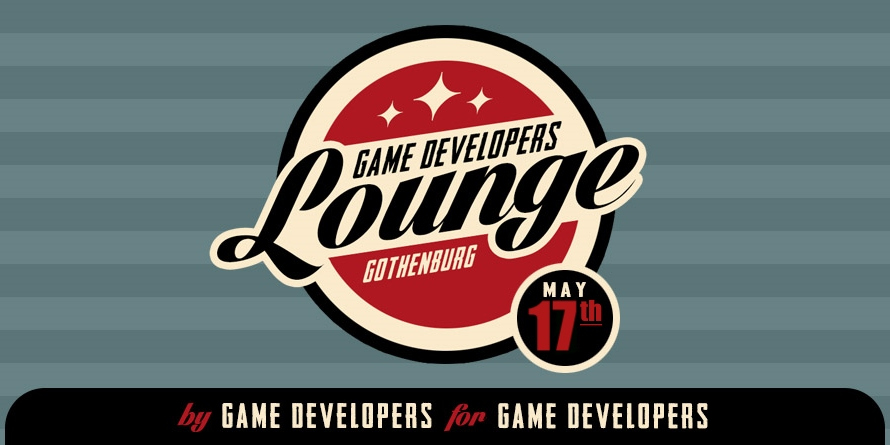 GAME DEVELOPERS
Lounge
GOTHENBURG
MAY
17th
by GAME DEVELOPERS for GAME DEVELOPERS